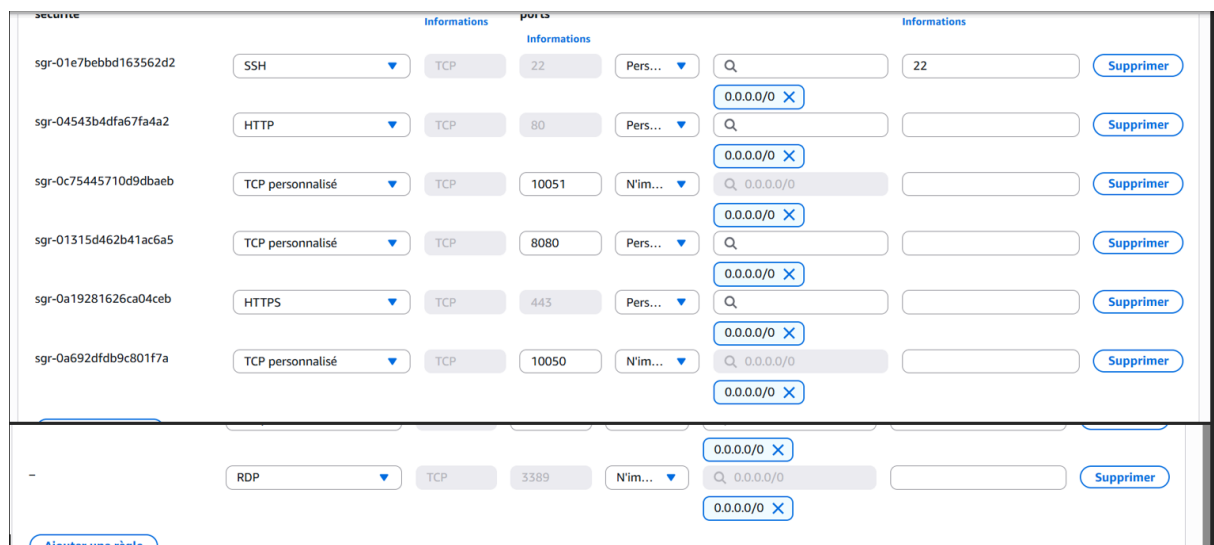 sécurité
ports
Informations
Informations
Informations
sgr-01e7bebbd163562d2 SSH TCP 22 Pers... 22 Supprimer
0.0.0.0/0
sgr-04543b4dfa67fa4a2 HTTP TCP 80 Pers... Supprimer
0.0.0.0/0
sgr-0c75445710d9dbaeb TCP personnalisé TCP 10051 N'im... 0.0.0.0/0 Supprimer
0.0.0.0/0
sgr-01315d462b41ac6a5 TCP personnalisé TCP 8080 Pers... Supprimer
0.0.0.0/0
sgr-0a19281626ca04ceb HTTPS TCP 443 Pers... Supprimer
0.0.0.0/0
sgr-0a692dfdb9c801f7a TCP personnalisé TCP 10050 N'im... 0.0.0.0/0 Supprimer
0.0.0.0/0
0.0.0.0/0
– RDP TCP 3389 N'im... 0.0.0.0/0 Supprimer
0.0.0.0/0
Ajouter une règle